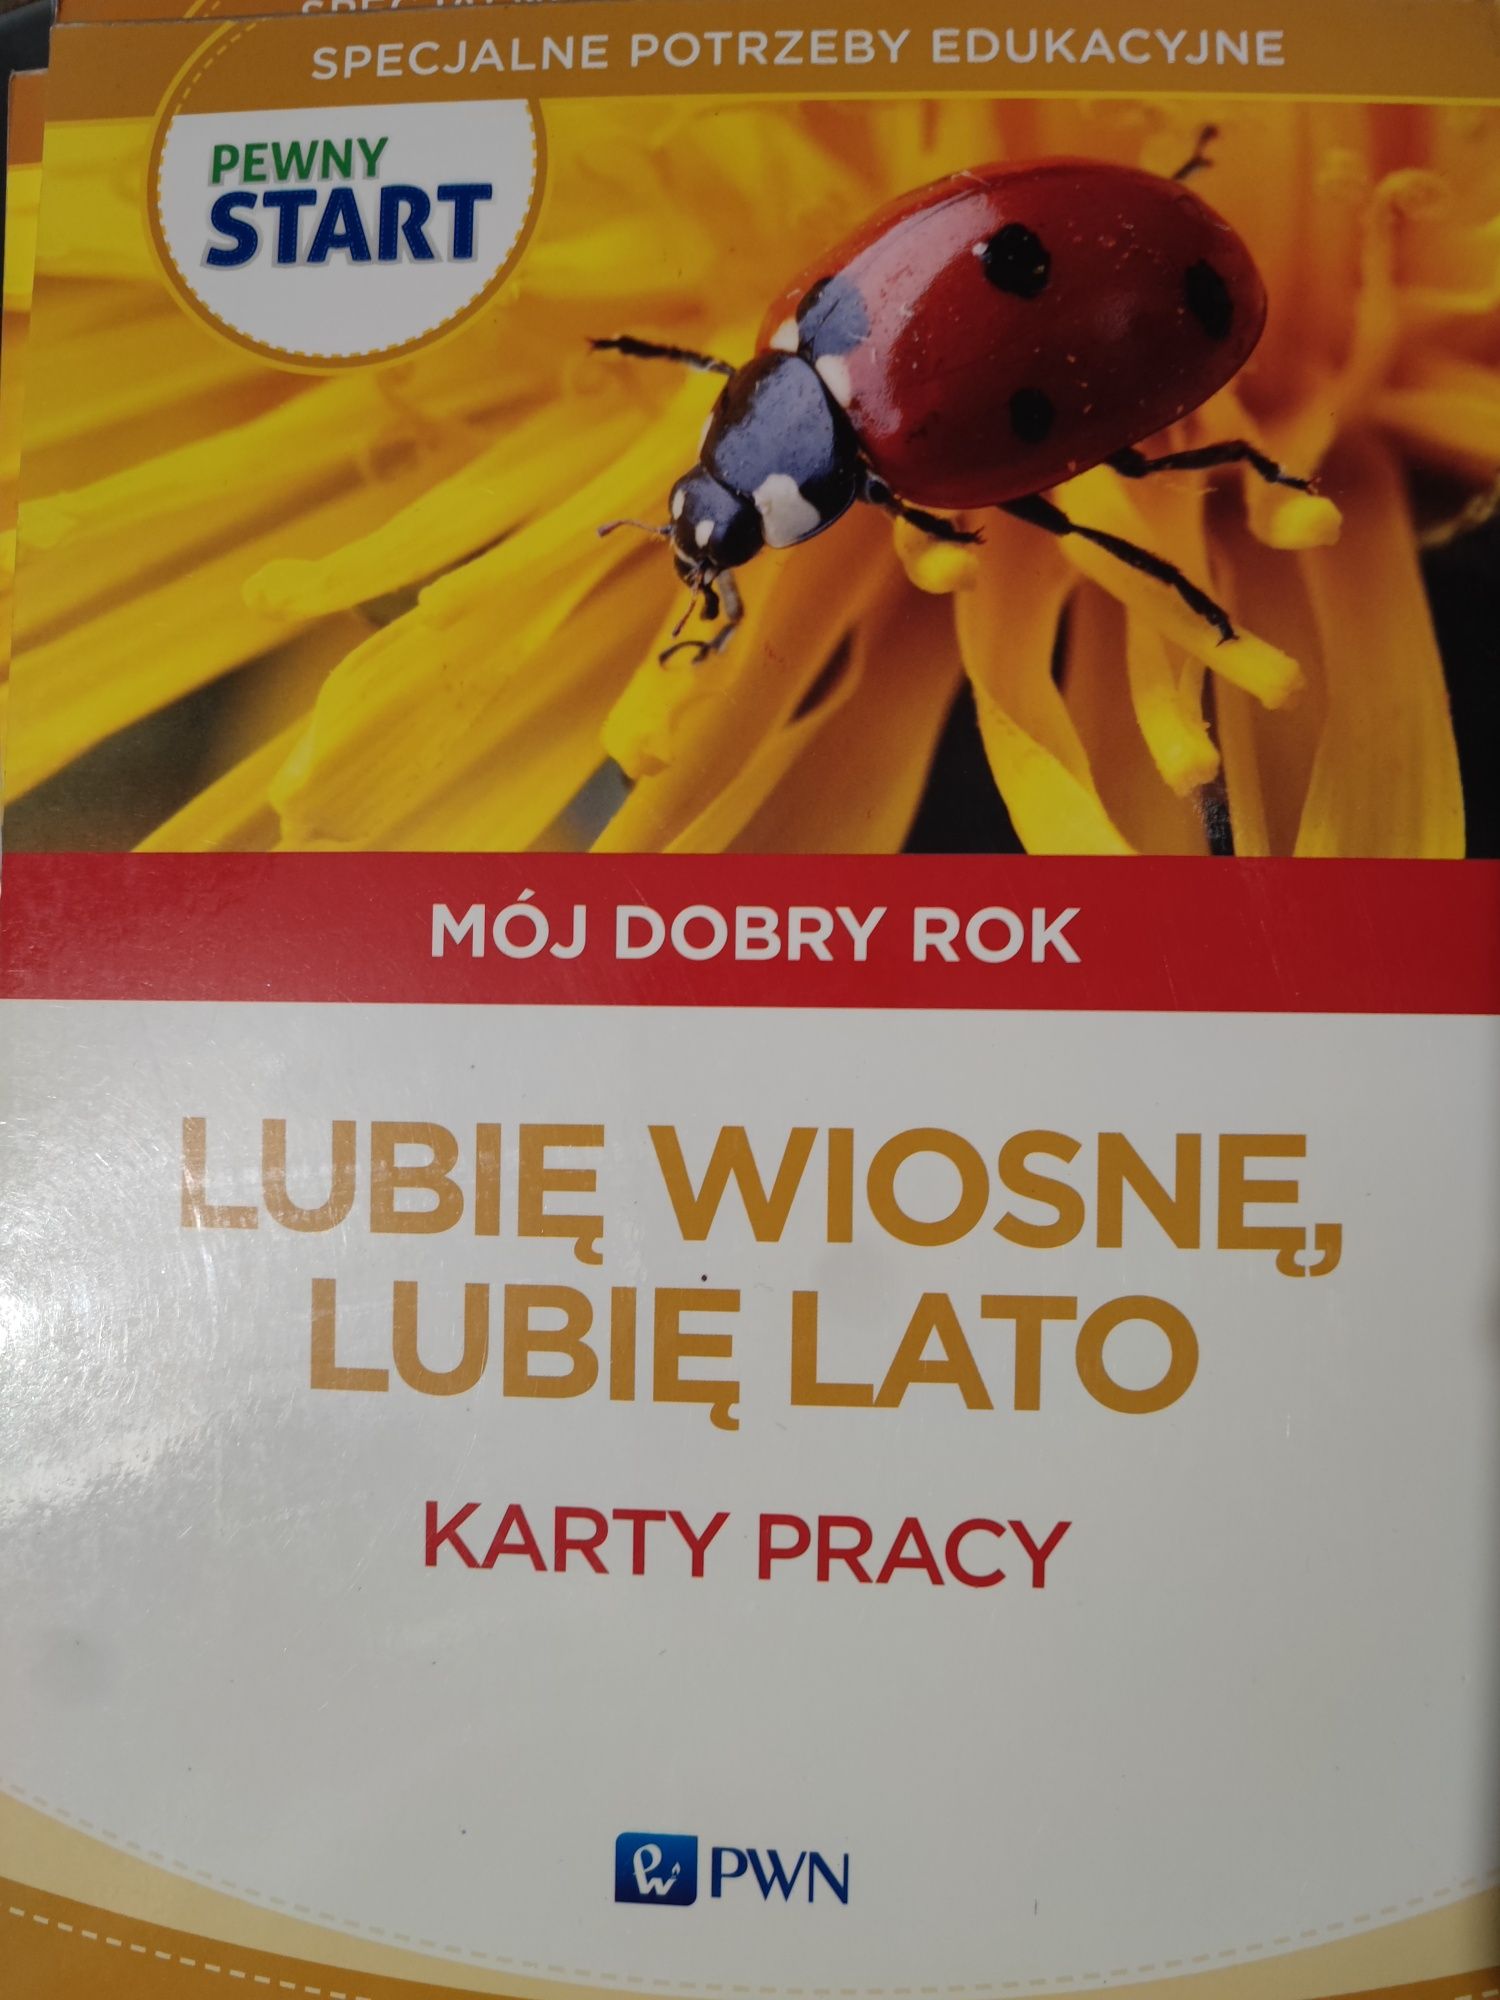 SPECJALNE POTRZEBY EDUKACYJNE
PEWNY
START
MÓJ DOBRY ROK
LUBIĘ WIOSNĘ,
LUBIĘ LATO
KARTY PRACY
PWN